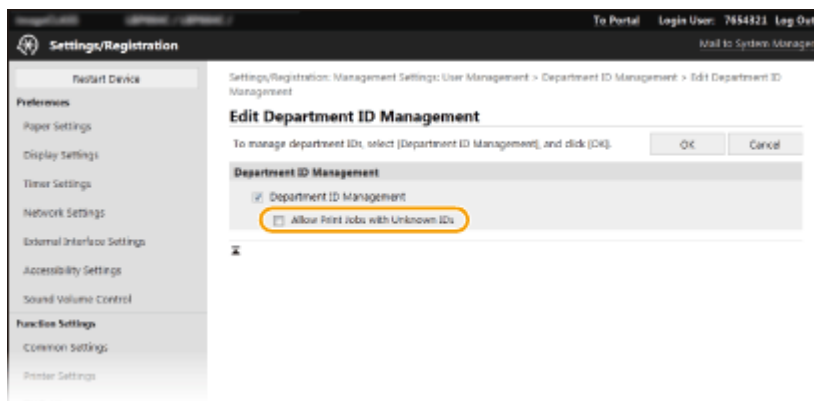 To Portal Login User: 7654321 Log Out
Settings/Registration
Mail to System Manager
Restart Device
Preferences
Paper Settings
Display Settings
Timer Settings
Network Settings
External Interface Settings
Accessibility Settings
Sound Volume Control
Function Settings
Common Settings
Printer Settings
Settings/Registration: Management Settings: User Management > Department ID Management > Edit Department ID
Management
Edit Department ID Management
To manage department IDs, select [Department ID Management], and click [OK].
OK
Cancel
Department ID Management
Department ID Management
Allow Print Jobs with Unknown IDs